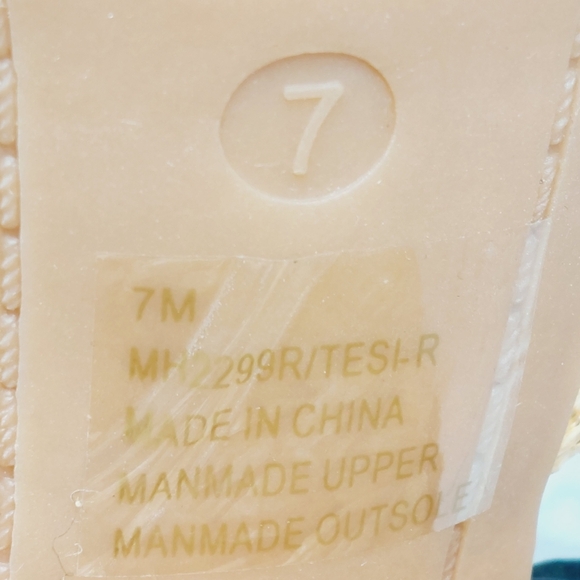 7
7M
MH2299R/TESI-R
MADE IN CHINA
MANMADE UPPER
MANMADE OUTSOLE